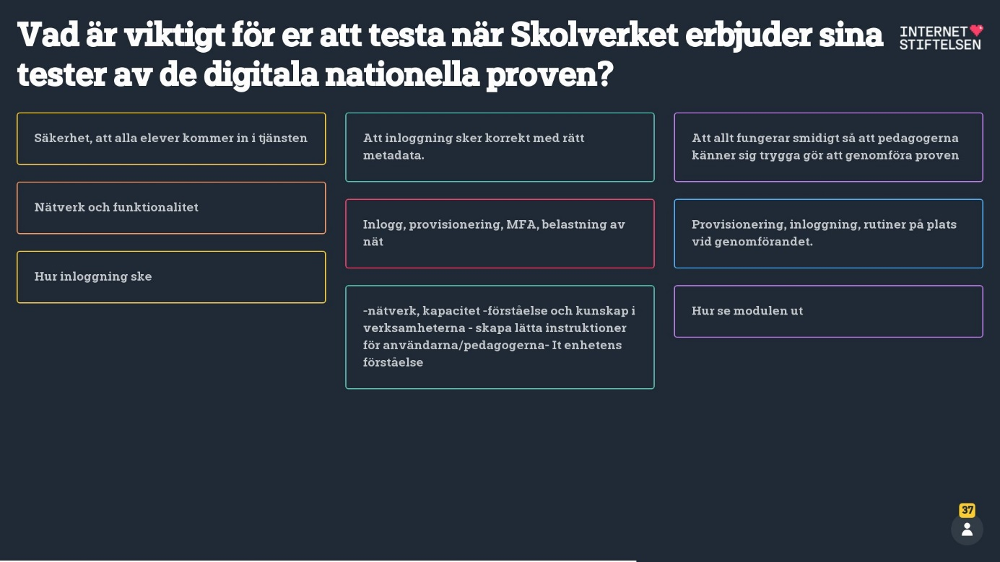 Vad är viktigt för er att testa när Skolverket erbjuder sina
tester av de digitala nationella proven?
INTERNET
STIFTELSEN
Säkerhet, att alla elever kommer in i tjänsten
Nätverk och funktionalitet
Hur inloggning ske
Att inloggning sker korrekt med rätt
metadata.
Inlogg, provisionering, MFA, belastning av
nät
-nätverk, kapacitet -förståelse och kunskap i
verksamheterna - skapa lätta instruktioner
för användarna/pedagogerna- It enhetens
förståelse
Att allt fungerar smidigt så att pedagogerna
känner sig trygga gör att genomföra proven
Provisionering, inloggning, rutiner på plats
vid genomförandet.
Hur se modulen ut
37